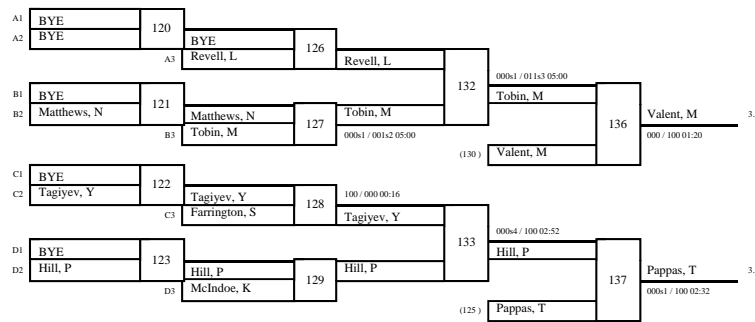 A1 BYE
120
A2 BYE
BYE
126
A3 Revell, L
Revell, L
132
000s1 / 011s3 05:00
Tobin, M
B1 BYE
121
B2 Matthews, N
Matthews, N
127
B3 Tobin, M
Tobin, M
000s1 / 001s2 05:00
136
Valent, M
3.
000 / 100 01:20
(130 ) Valent, M
C1 BYE
122
C2 Tagiyev, Y
Tagiyev, Y
128
C3 Farrington, S
100 / 000 00:16
Tagiyev, Y
133
000s4 / 100 02:52
Hill, P
D1 BYE
123
D2 Hill, P
Hill, P
129
D3 McIndoe, K
Hill, P
137
Pappas, T
3.
000s1 / 100 02:32
(125 ) Pappas, T